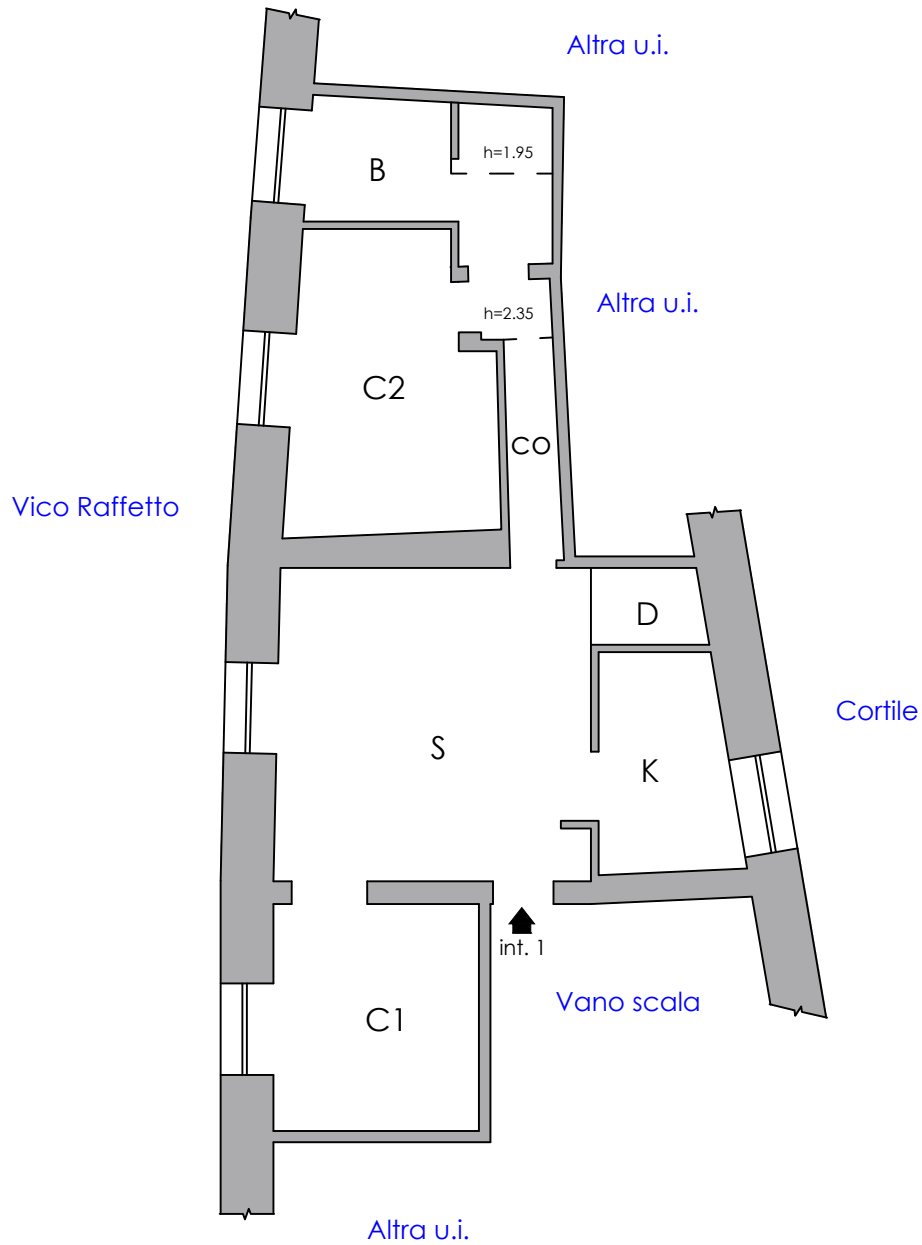 Altra u.i.
h=1.95
B
Altra u.i.
h=2.35
C2
co
Vico Raffetto
D
Cortile
S
K
int. 1
Vano scala
C1
Altra u.i.